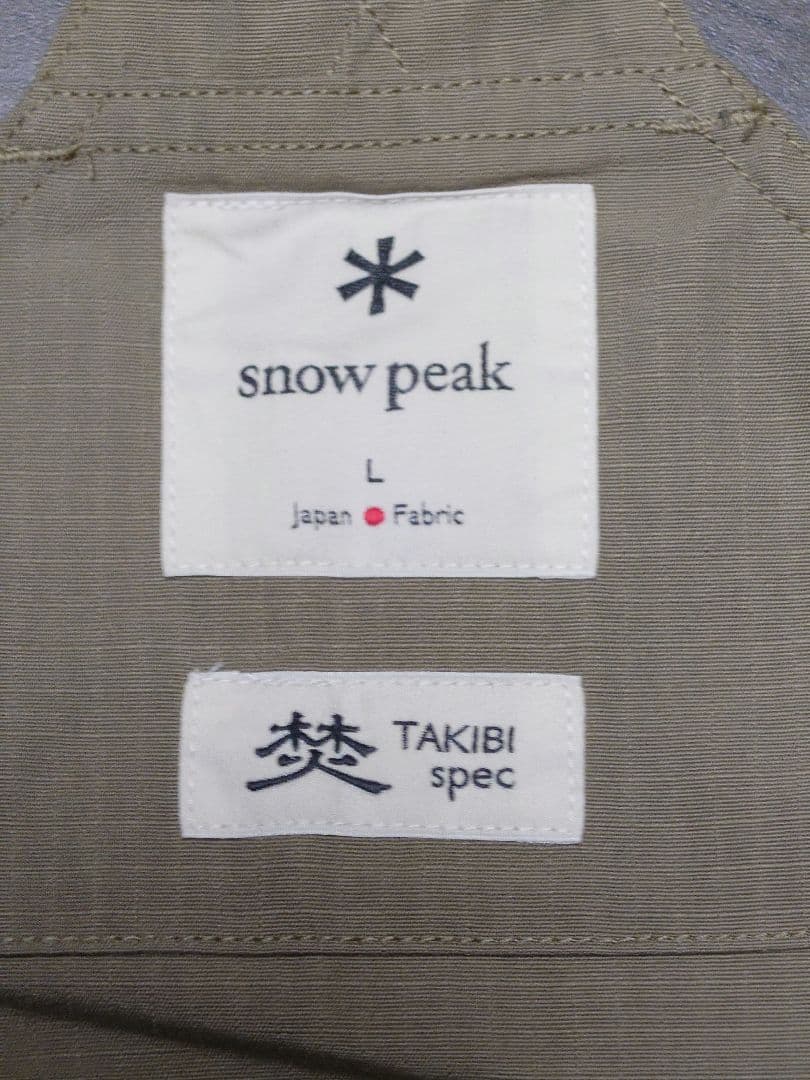 snow peak
L
Japan Fabric
焚 TAKIBI
spec